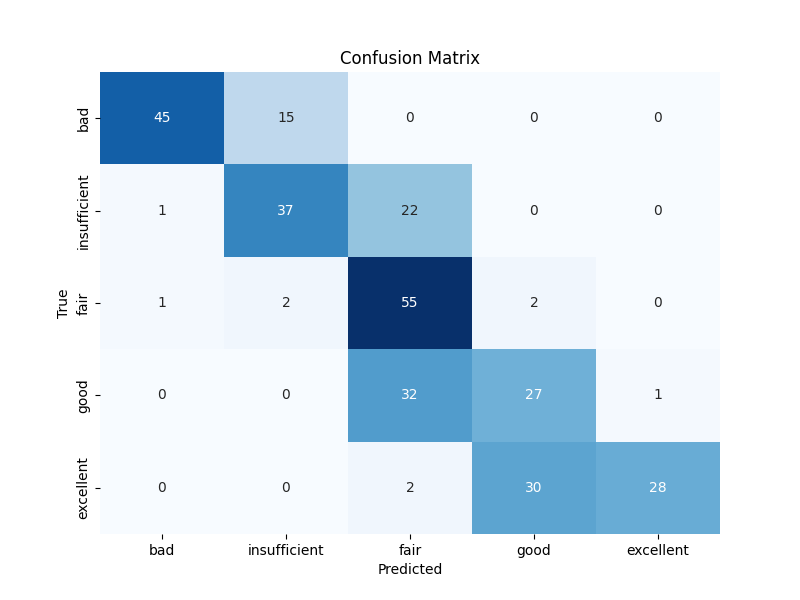 Confusion Matrix
True
bad 45 15 0 0 0
insufficient 1 37 22 0 0
fair 1 2 55 2 0
good 0 0 32 27 1
excellent 0 0 2 30 28
bad insufficient fair good excellent
Predicted